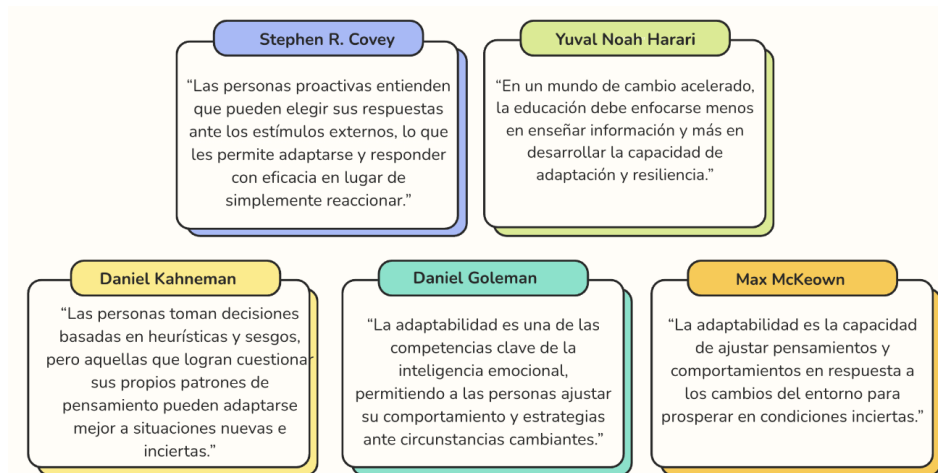 Stephen R. Covey
“Las personas proactivas entienden
que pueden elegir sus respuestas
ante los estímulos externos, lo que
les permite adaptarse y responder
con eficacia en lugar de
simplemente reaccionar.”
Yuval Noah Harari
“En un mundo de cambio acelerado,
la educación debe enfocarse menos
en enseñar información y más en
desarrollar la capacidad de
adaptación y resiliencia.”
Daniel Kahneman
“Las personas toman decisiones
basadas en heurísticas y sesgos,
pero aquellas que logran cuestionar
sus propios patrones de
pensamiento pueden adaptarse
mejor a situaciones nuevas e
inciertas.”
Daniel Goleman
“La adaptabilidad es una de las
competencias clave de la
inteligencia emocional,
permitiendo a las personas ajustar
su comportamiento y estrategias
ante circunstancias cambiantes.”
Max McKeown
“La adaptabilidad es la capacidad
de ajustar pensamientos y
comportamientos en respuesta a
los cambios del entorno para
prosperar en condiciones inciertas.”